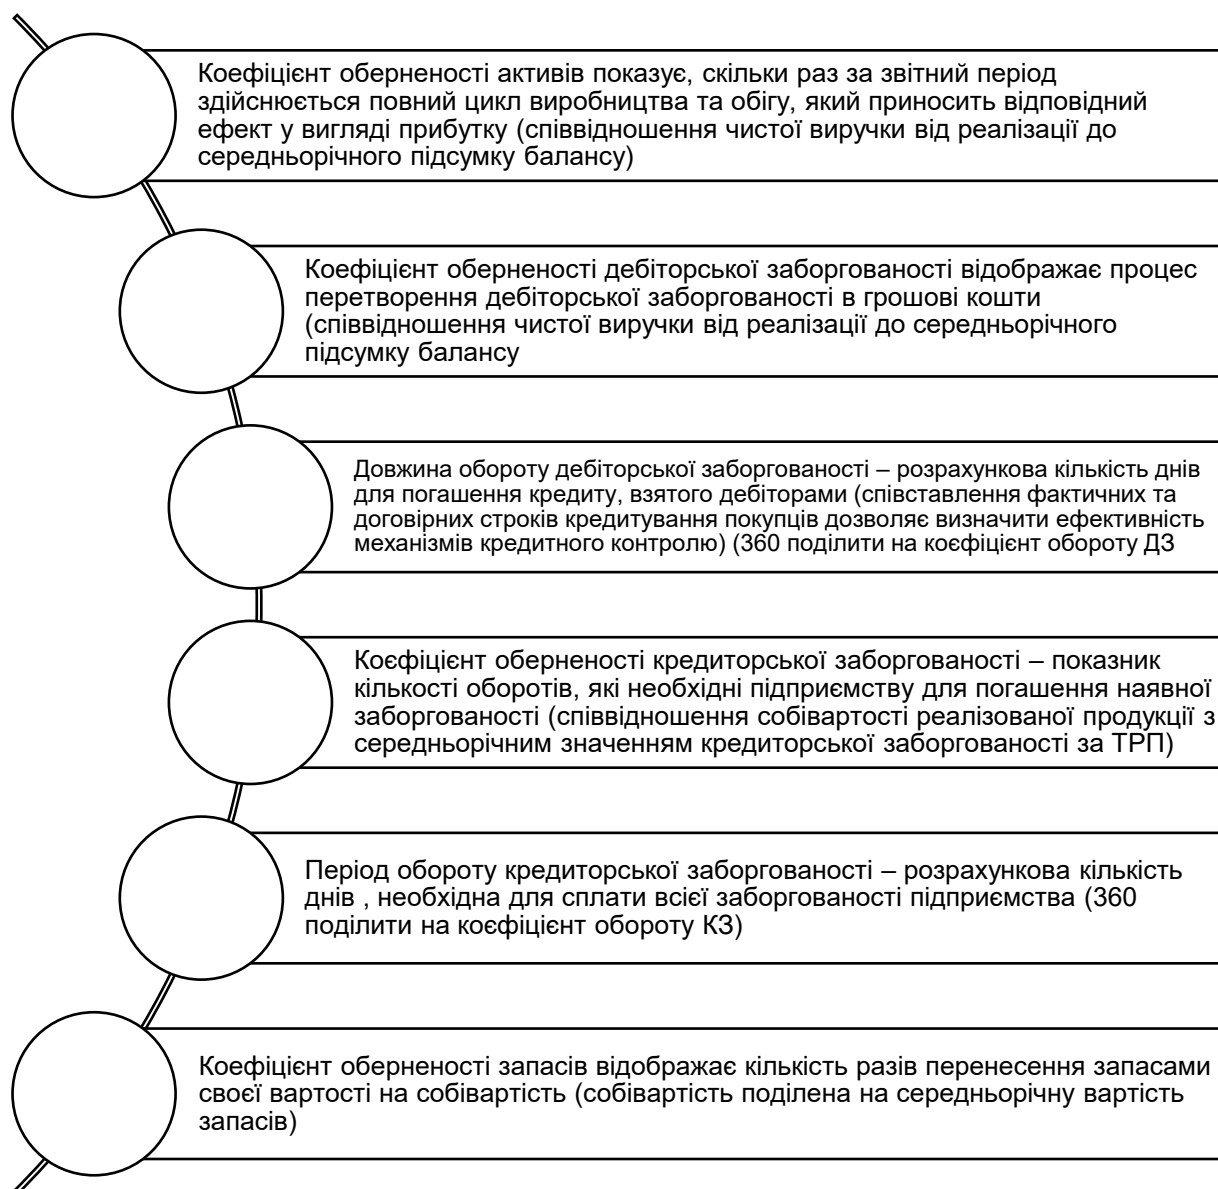 Коефіцієнт оберненості активів показує, скільки раз за звітний період
здійснюється повний цикл виробництва та обігу, який приносить відповідний
ефект у вигляді прибутку (співвідношення чистої виручки від реалізації до
середньорічного підсумку балансу)
Коефіцієнт оберненості дебіторської заборгованості відображає процес
перетворення дебіторської заборгованості в грошові кошти
(співвідношення чистої виручки від реалізації до середньорічного
підсумку балансу
Довжина обороту дебіторської заборгованості – розрахункова кількість днів
для погашення кредиту, взятого дебіторами (співставлення фактичних та
договірних строків кредитування покупців дозволяє визначити ефективність
механізмів кредитного контролю) (360 поділити на коєфіцієнт обороту ДЗ
Коєфіцієнт оберненості кредиторської заборгованості – показник
кількості оборотів, які необхідні підприємству для погашення наявної
заборгованості (співвідношення собівартості реалізованої продукції з
середньорічним значенням кредиторської заборгованості за ТРП)
Період обороту кредиторської заборгованості – розрахункова кількість
днів , необхідна для сплати всієї заборгованості підприємства (360
поділити на коєфіцієнт обороту КЗ)
Коефіцієнт оберненості запасів відображає кількість разів перенесення запасами
своєї вартості на собівартість (собівартість поділена на середньорічну вартість
запасів)